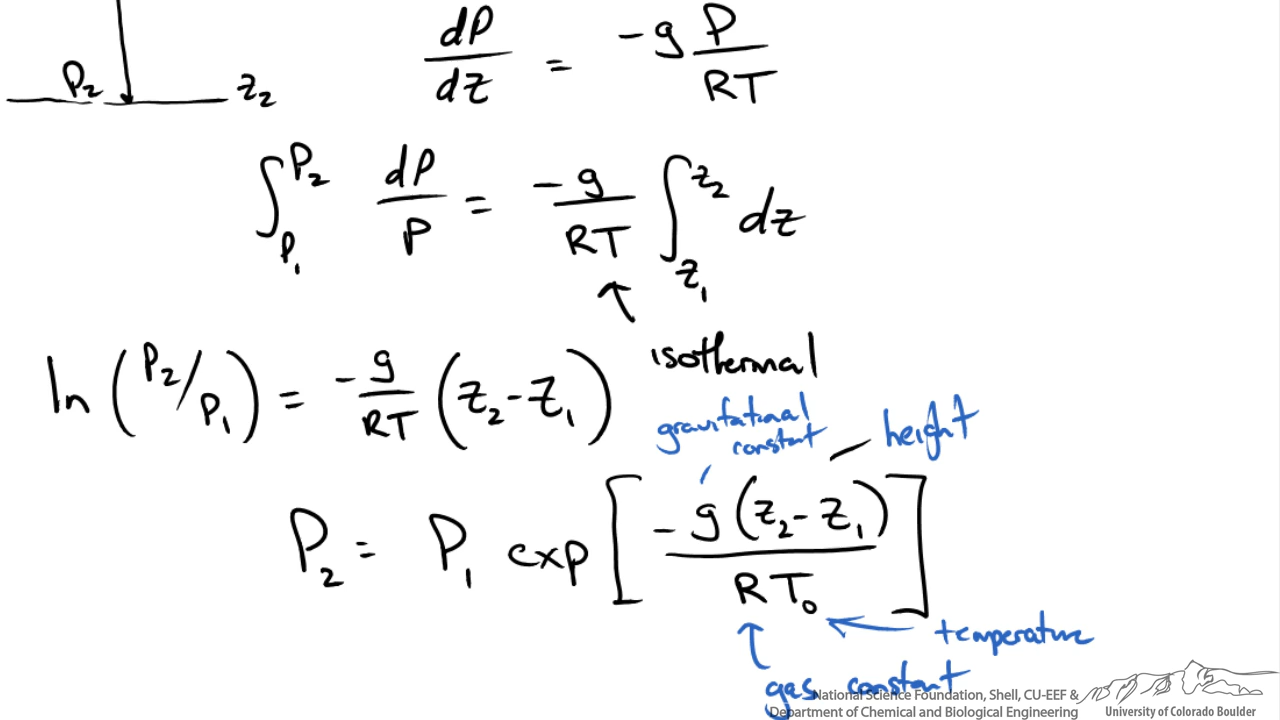 dP/dz = -g P/RT
P₂ z₂
∫_{P₁}^{P₂} dP/P = -g/RT ∫_{z₁}^{z₂} dz
isothermal
ln (P₂/P₁) = -g/RT (z₂-z₁)
gravitational
constant
height
P₂ = P₁ exp [-g(z₂-z₁)/RT₀]
temperature
gas constant
National Science Foundation, Shell, CU-EEF &
Department of Chemical and Biological Engineering
University of Colorado Boulder